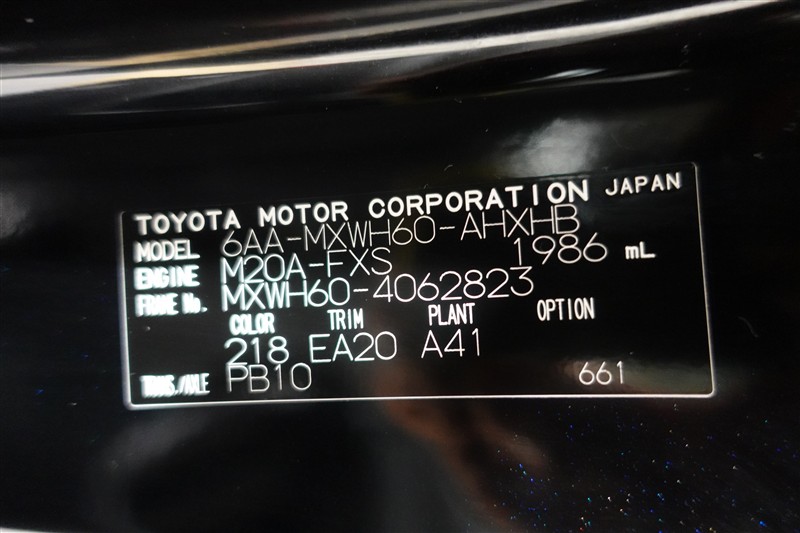 TOYOTA MOTOR CORPORATION JAPAN
MODEL 6AA-MXWH60-AHXHB
ENGINE M20A-FXS 1986 mL
FRAME No. MXWH60-4062823
COLOR TRIM PLANT OPTION
218 EA20 A41
TRANS./AXLE PB10 661